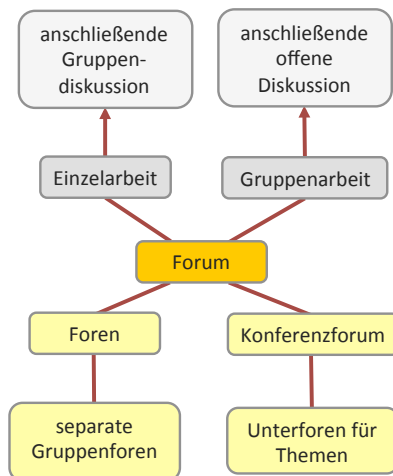 anschließende
Gruppen-
diskussion
anschließende
offene
Diskussion
Einzelarbeit
Gruppenarbeit
Forum
Foren
Konferenzforum
separate
Gruppenforen
Unterforen für
Themen